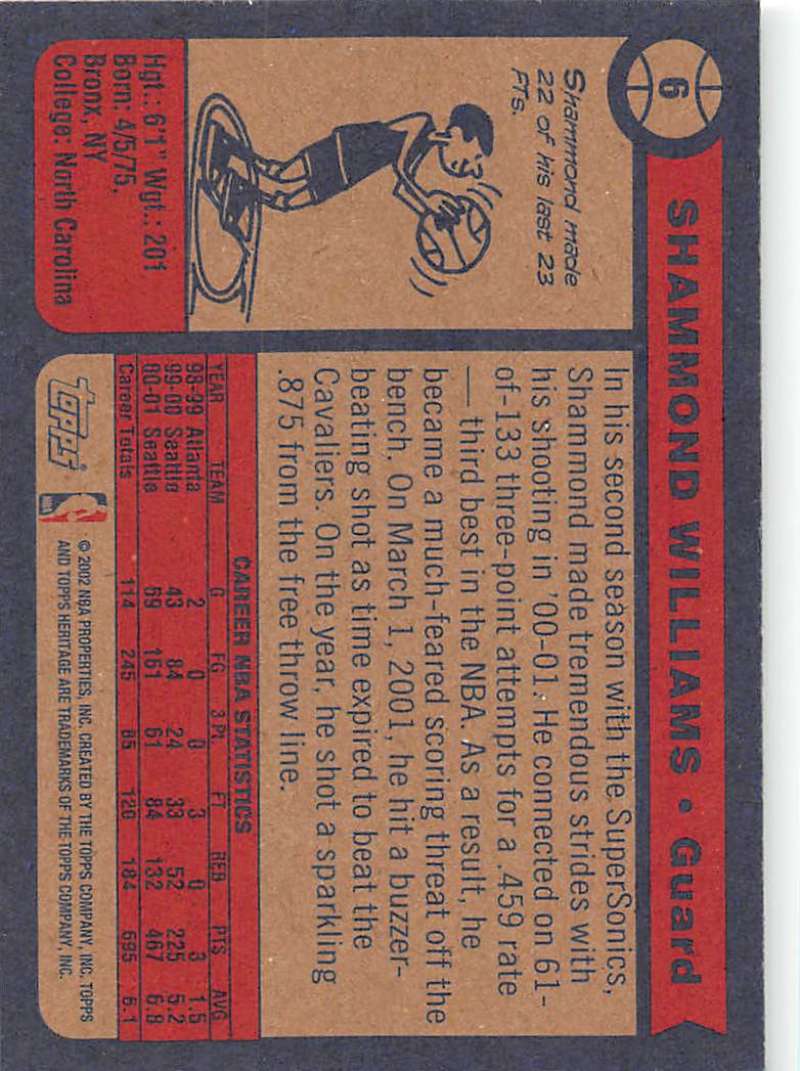 6
SHAMMOND WILLIAMS • Guard
Shammond made
22 of his last 23
FTs.
Hgt.: 6'1" Wgt.: 201
Born: 4/5/75,
Bronx, NY
College: North Carolina
In his second season with the SuperSonics,
Shammond made tremendous strides with
his shooting in '00-01. He connected on 61-
of-133 three-point attempts for a .459 rate
— third best in the NBA. As a result, he
became a much-feared scoring threat off the
bench. On March 1, 2001, he hit a buzzer-
beating shot as time expired to beat the
Cavaliers. On the year, he shot a sparkling
.875 from the free throw line.
CAREER NBA STATISTICS
YEAR TEAM G FG 3 Pt. FT REB PTS AVG
98-99 Atlanta 2 0 0 3 0 3 1.5
99-00 Seattle 43 84 24 33 52 225 5.2
00-01 Seattle 69 161 61 84 132 467 6.8
Career Totals 114 245 85 120 184 695 6.1
Topps
© 2002 NBA PROPERTIES, INC. CREATED BY THE TOPPS COMPANY, INC. TOPPS
AND TOPPS HERITAGE ARE TRADEMARKS OF THE TOPPS COMPANY, INC.